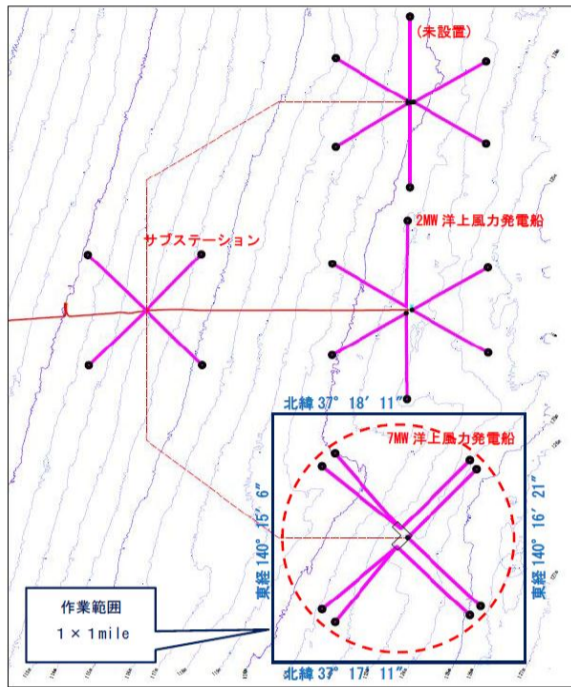 (未設置)
サブステーション
2MW 洋上風力発電船
北緯 37° 18′ 11″
7MW 洋上風力発電船
東経 140° 15′ 6″
東経 140° 16′ 21″
作業範囲
1 × 1mile
北緯 37° 17′ 11″